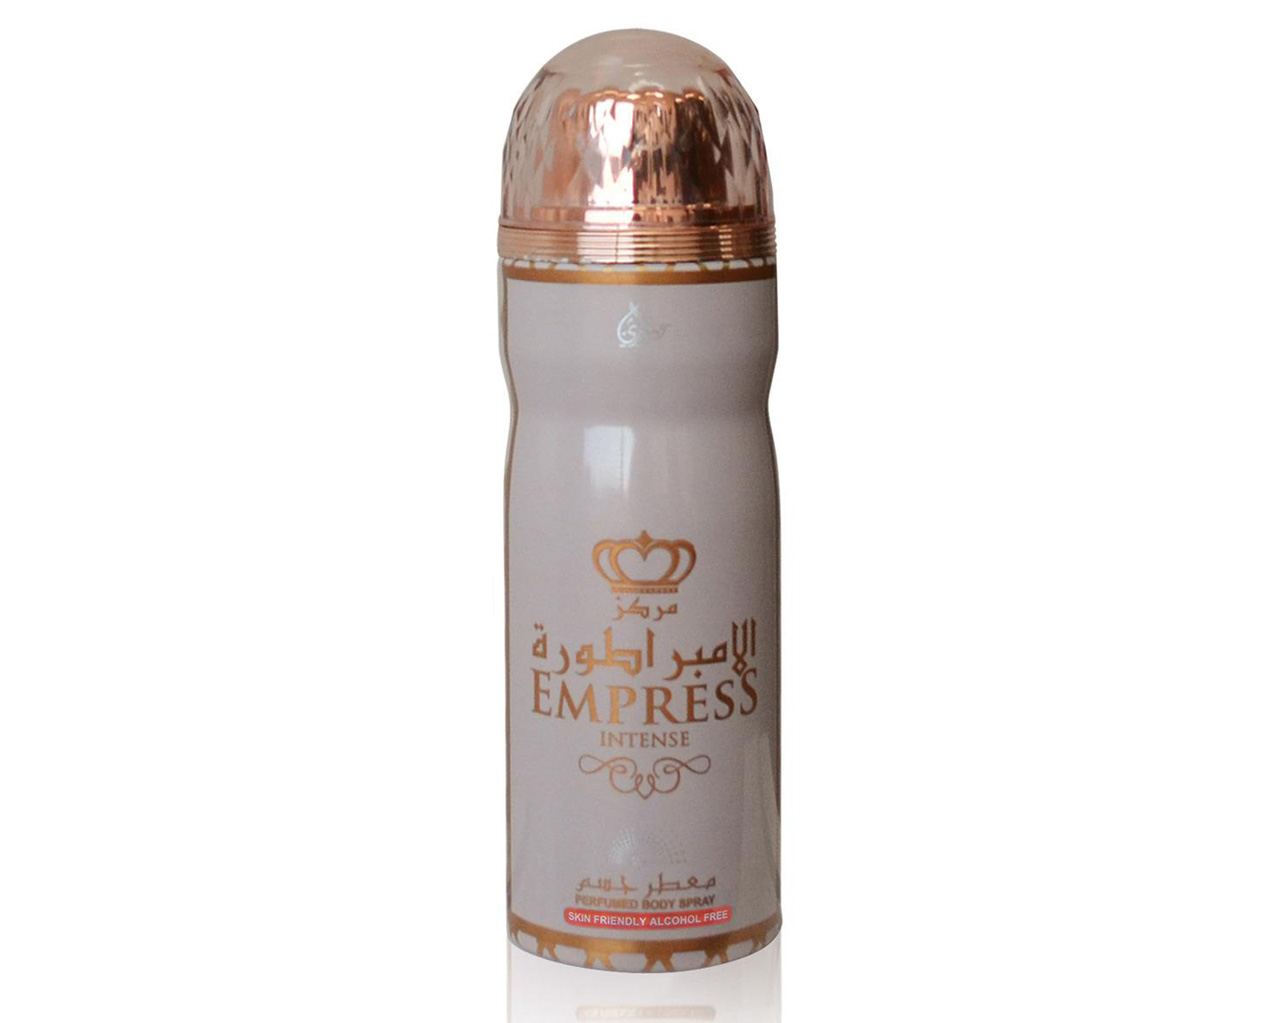 مركز
الامبراطورة
EMPRESS
INTENSE
معطر جسم
PERFUMED BODY SPRAY
SKIN FRIENDLY ALCOHOL FREE